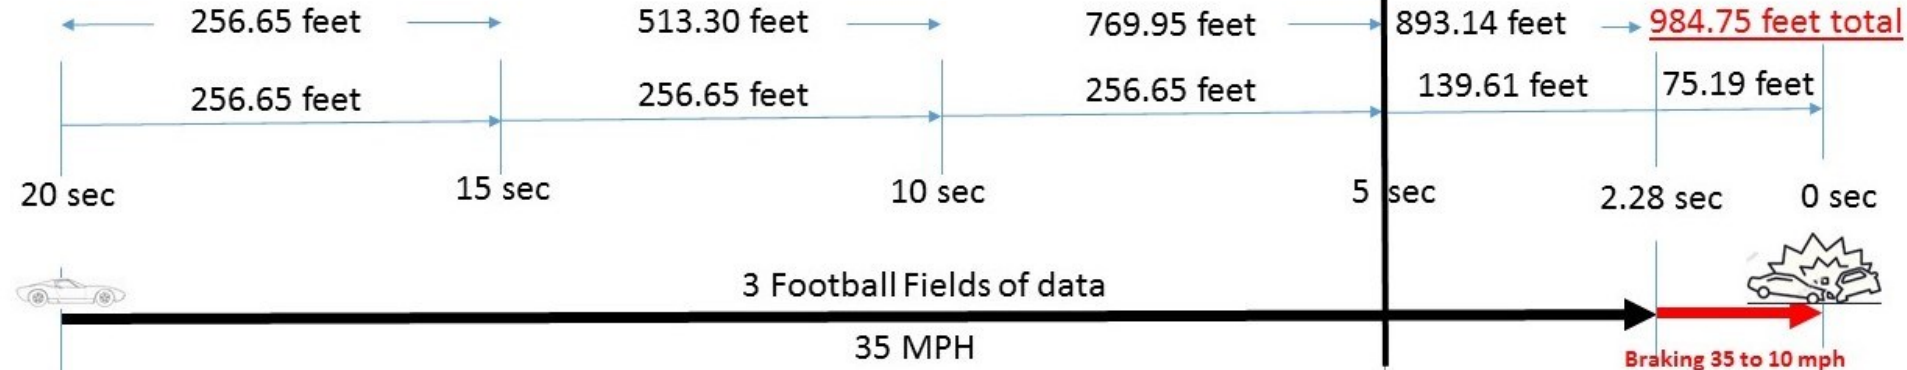 256.65 feet 513.30 feet 769.95 feet 893.14 feet 984.75 feet total
256.65 feet 256.65 feet 256.65 feet 139.61 feet 75.19 feet
20 sec 15 sec 10 sec 5 sec 2.28 sec 0 sec
3 Football Fields of data
35 MPH
Braking 35 to 10 mph